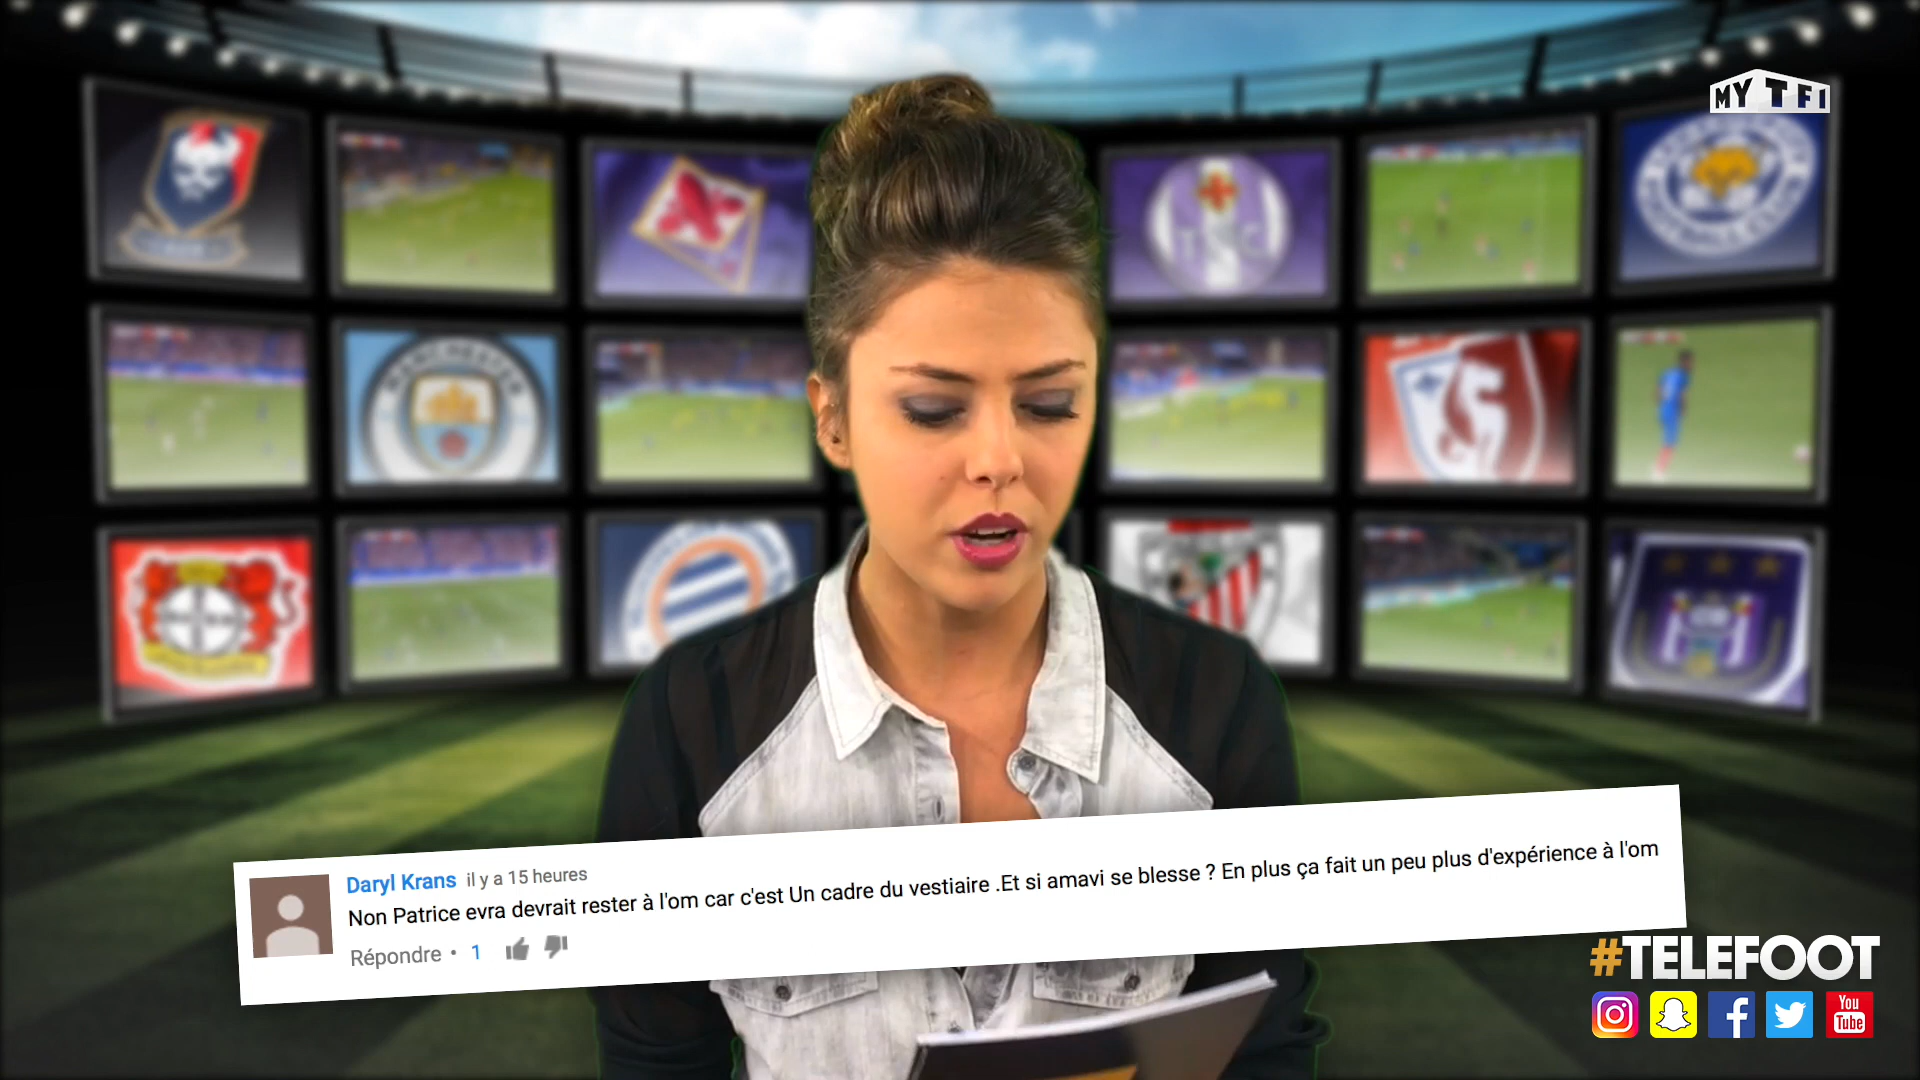 MY TF1
MANCHESTER
T C
Daryl Krans il y a 15 heures
Non Patrice evra devrait rester à l'om car c'est Un cadre du vestiaire .Et si amavi se blesse ? En plus ça fait un peu plus d'expérience à l'om
Répondre • 1
#TELEFOOT
You
Tube